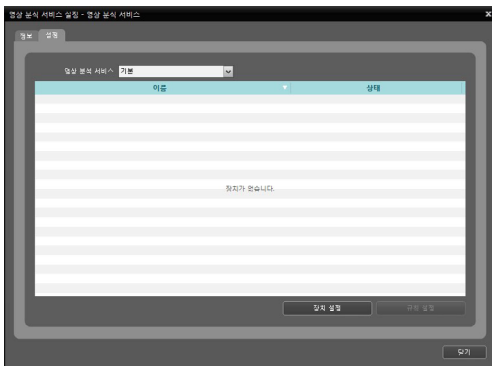 영상 분석 서비스 설정 - 영상 분석 서비스
정보 설정
영상 분석 서비스 기본
이름 상태
장치가 없습니다.
장치 설정 규칙 설정
닫기